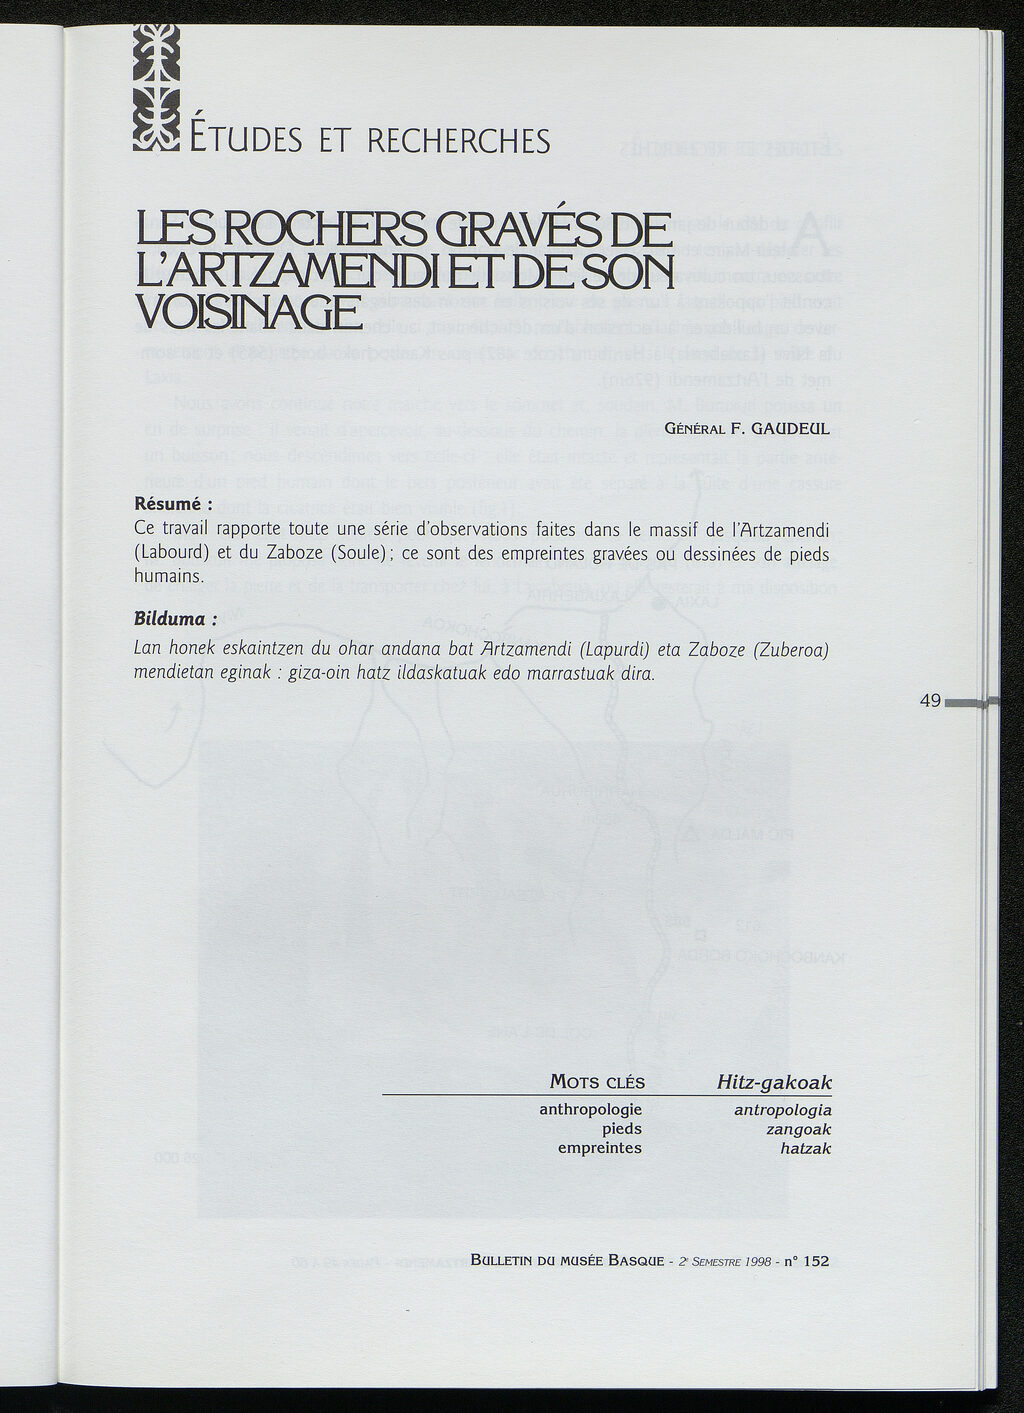 ÉTUDES ET RECHERCHES
LES ROCHERS GRAVÉS DE
L'ARTZAMENDI ET DE SON
VOISINAGE
GÉNÉRAL F. GAUDEUL
Résumé :
Ce travail rapporte toute une série d'observations faites dans le massif de l'Artzamendi
(Labourd) et du Zaboze (Soule) ; ce sont des empreintes gravées ou dessinées de pieds
humains.
Bilduma :
Lan honek eskaintzen du ohar andana bat Artzamendi (Lapurdi) eta Zaboze (Zuberoa)
mendietan eginak : giza-oin hatz ildaskatuak edo marrastuak dira.
49
MOTS CLÉS Hitz-gakoak
anthropologie antropologia
pieds zangoak
empreintes hatzak
BULLETIN DU MUSÉE BASQUE - 2e SEMESTRE 1998 - n° 152